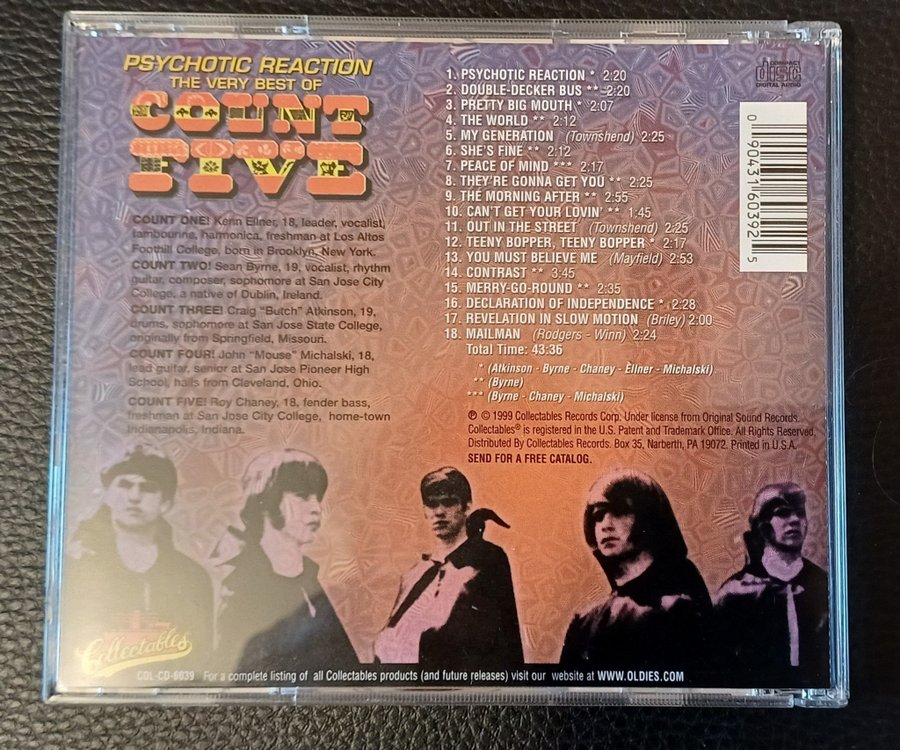 PSYCHOTIC REACTION
THE VERY BEST OF
COUNT
FIVE
COUNT ONE! Kenn Ellner, 18, leader, vocalist,
tambourine, harmonica, freshman at Los Altos
Foothill College, born in Brooklyn, New York.
COUNT TWO! Sean Byrne, 19, vocalist, rhythm
guitar, composer, sophomore at San Jose City
College, a native of Dublin, Ireland.
COUNT THREE! Craig "Butch" Atkinson, 19,
drums, sophomore at San Jose State College,
originally from Springfield, Missouri.
COUNT FOUR! John "Mouse" Michalski, 18,
lead guitar, senior at San Jose Pioneer High
School, hails from Cleveland, Ohio.
COUNT FIVE! Roy Chaney, 18, fender bass,
freshman at San Jose City College, home-town
Indianapolis, Indiana.
1. PSYCHOTIC REACTION * 2:20
2. DOUBLE-DECKER BUS ** 2:20
3. PRETTY BIG MOUTH * 2:07
4. THE WORLD ** 2:12
5. MY GENERATION (Townshend) 2:25
6. SHE'S FINE ** 2:12
7. PEACE OF MIND *** 2:17
8. THEY'RE GONNA GET YOU ** 2:25
9. THE MORNING AFTER ** 2:55
10. CAN'T GET YOUR LOVIN' ** 1:45
11. OUT IN THE STREET (Townshend) 2:25
12. TEENY BOPPER, TEENY BOPPER * 2:17
13. YOU MUST BELIEVE ME (Mayfield) 2:53
14. CONTRAST ** 3:45
15. MERRY-GO-ROUND ** 2:35
16. DECLARATION OF INDEPENDENCE * 2:28
17. REVELATION IN SLOW MOTION (Briley) 2:00
18. MAILMAN (Rodgers - Winn) 2:24
Total Time: 43:36
* (Atkinson - Byrne - Chaney - Ellner - Michalski)
** (Byrne)
*** (Byrne - Chaney - Michalski)
℗ © 1999 Collectables Records Corp. Under license from Original Sound Records.
Collectables® is registered in the U.S. Patent and Trademark Office. All Rights Reserved.
Distributed By Collectables Records. Box 35, Narberth, PA 19072. Printed in U.S.A.
SEND FOR A FREE CATALOG.
COMPACT
disc
DIGITAL AUDIO
0 90431 60392 5
Collectables
COL-CD-6039 For a complete listing of all Collectables products (and future releases) visit our website at WWW.OLDIES.COM